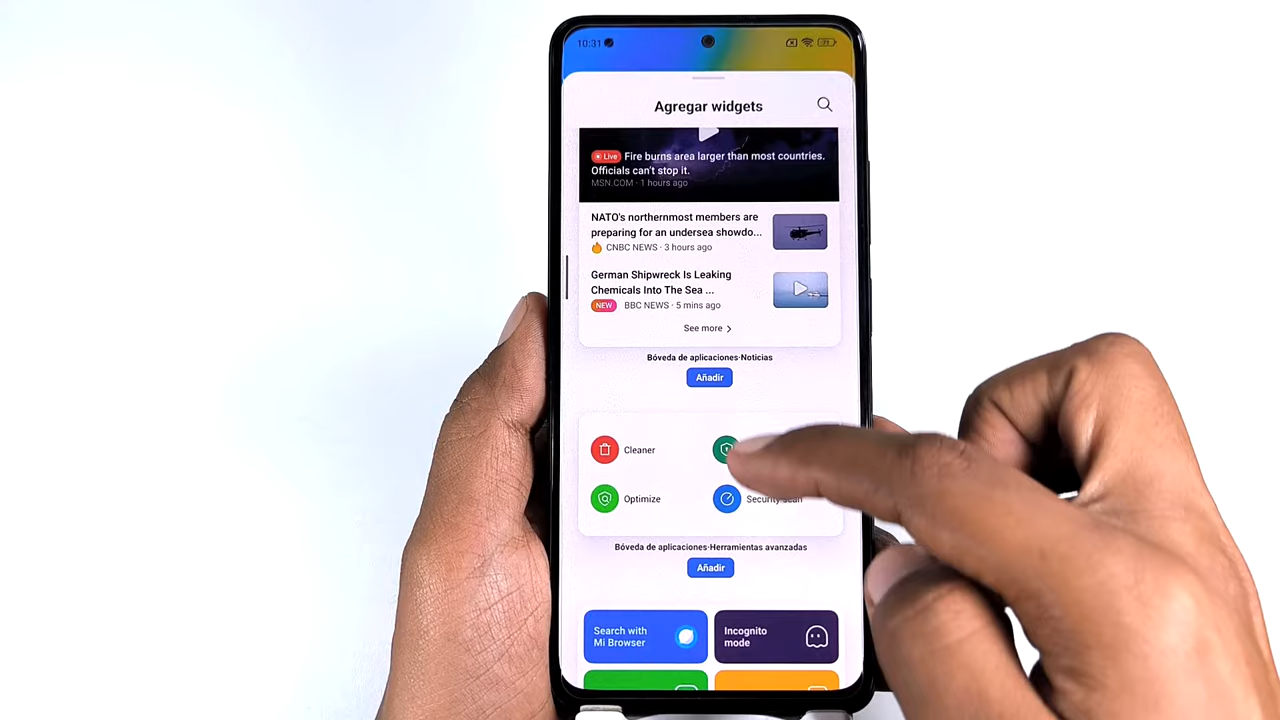 10:31
Agregar widgets
Live Fire burns area larger than most countries.
Officials can't stop it.
MSN.COM · 1 hours ago
NATO's northernmost members are
preparing for an undersea showdo...
CNBC NEWS · 3 hours ago
German Shipwreck Is Leaking
Chemicals Into The Sea ...
NEW BBC NEWS · 5 mins ago
See more
Bóveda de aplicaciones·Noticias
Añadir
Cleaner
Optimize
Security scan
Bóveda de aplicaciones·Herramientas avanzadas
Añadir
Search with
Mi Browser
Incognito
mode